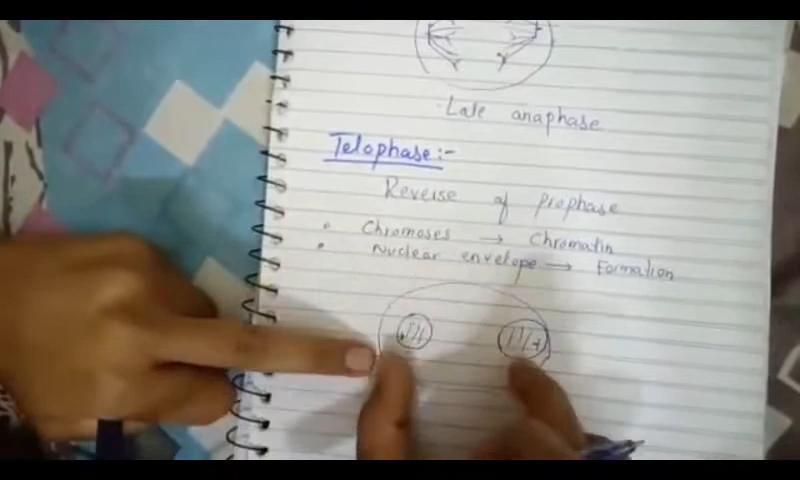 Late anaphase
Telophase:-
Reverse of prophase
• Chromoses → Chromatin
• Nuclear envelope → Formation